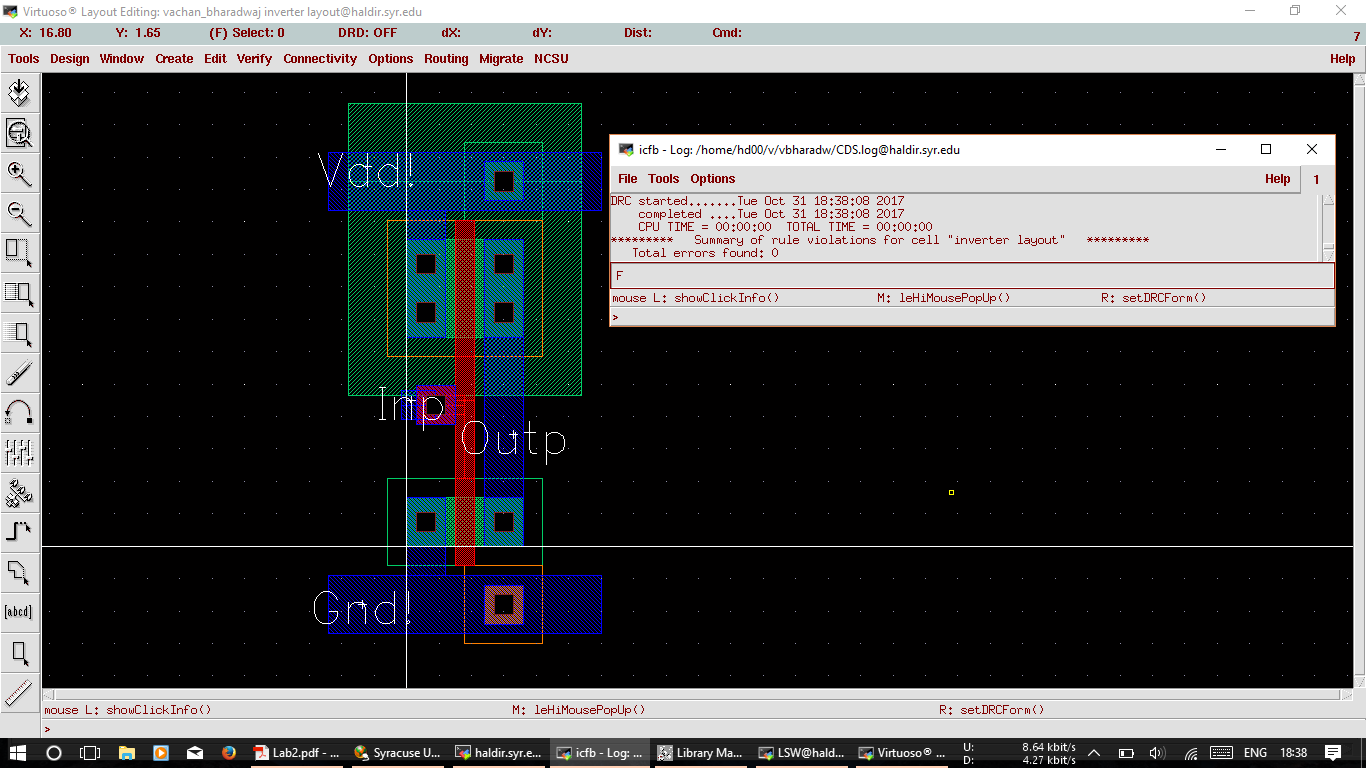 Virtuoso® Layout Editing: vachan_bharadwaj inverter layout@haldir.syr.edu
X: 16.80 Y: 1.65 (F) Select: 0 DRD: OFF dX: dY: Dist: Cmd:
7
Tools Design Window Create Edit Verify Connectivity Options Routing Migrate NCSU Help
Vdd!
icfb - Log: /home/hd00/v/vbharadw/CDS.log@haldir.syr.edu
File Tools Options Help 1
DRC started.......Tue Oct 31 18:38:08 2017
completed ....Tue Oct 31 18:38:08 2017
CPU TIME = 00:00:00 TOTAL TIME = 00:00:00
********* Summary of rule violations for cell "inverter layout" *********
Total errors found: 0
F
mouse L: showClickInfo() M: leHiMousePopUp() R: setDRCForm()
>
Inp
Outp
Gnd!
[abcd]
mouse L: showClickInfo() M: leHiMousePopUp() R: setDRCForm()
>
Lab2.pdf - ... Syracuse U... haldir.syr.e... icfb - Log: ... Library Ma... LSW@hald... Virtuoso® ... U: 8.64 kbit/s ENG 18:38
D: 4.27 kbit/s